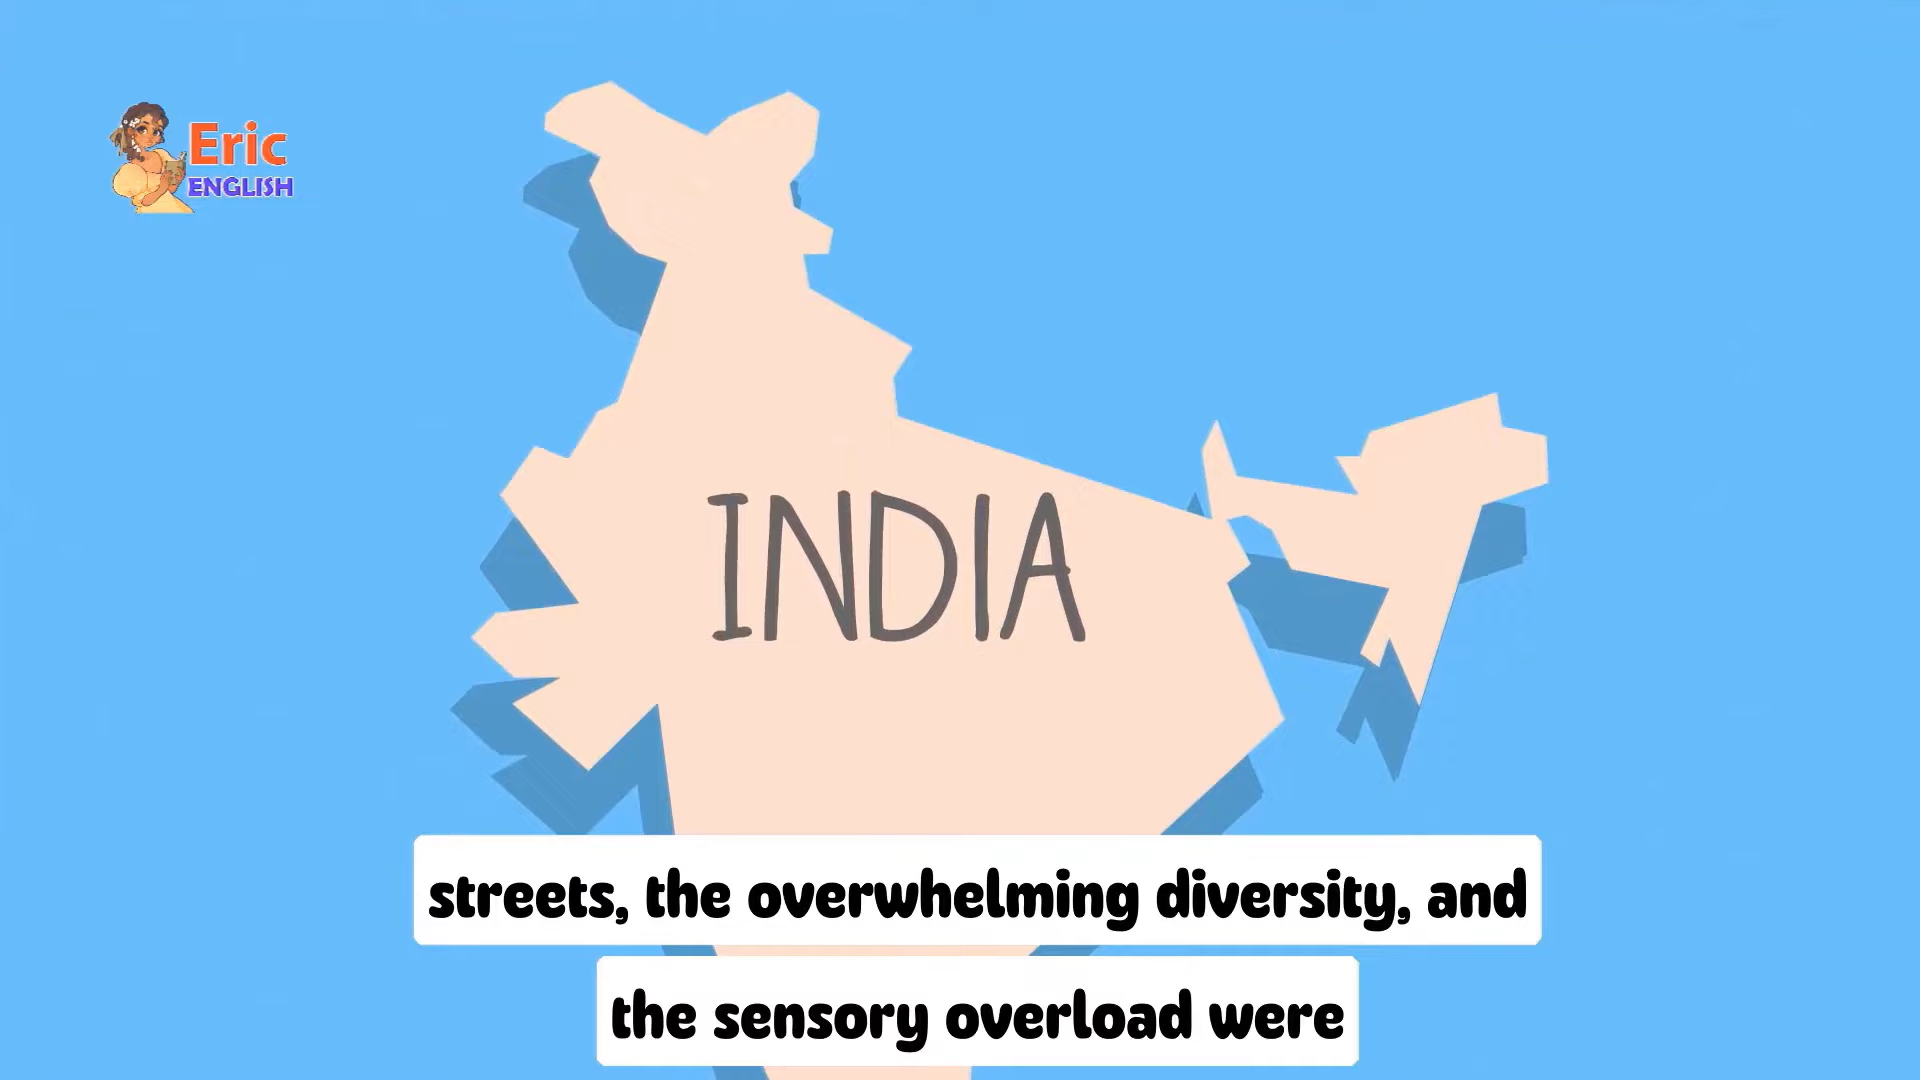 Eric
ENGLISH
INDIA
streets, the overwhelming diversity, and
the sensory overload were